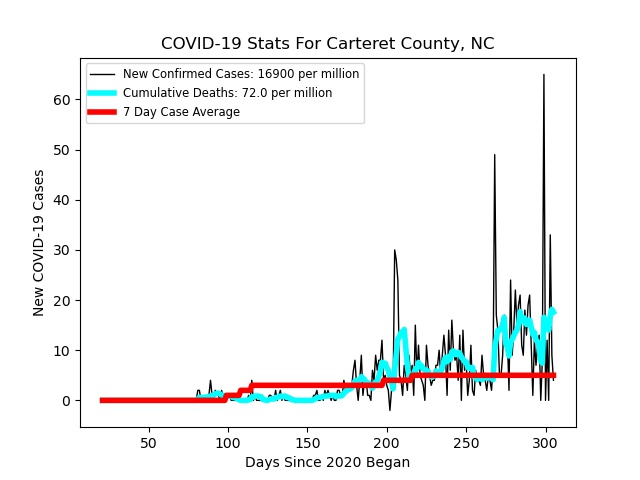 COVID-19 Stats For Carteret County, NC
New Confirmed Cases: 16900 per million
Cumulative Deaths: 72.0 per million
7 Day Case Average
New COVID-19 Cases
60
50
40
30
20
10
0
50 100 150 200 250 300
Days Since 2020 Began